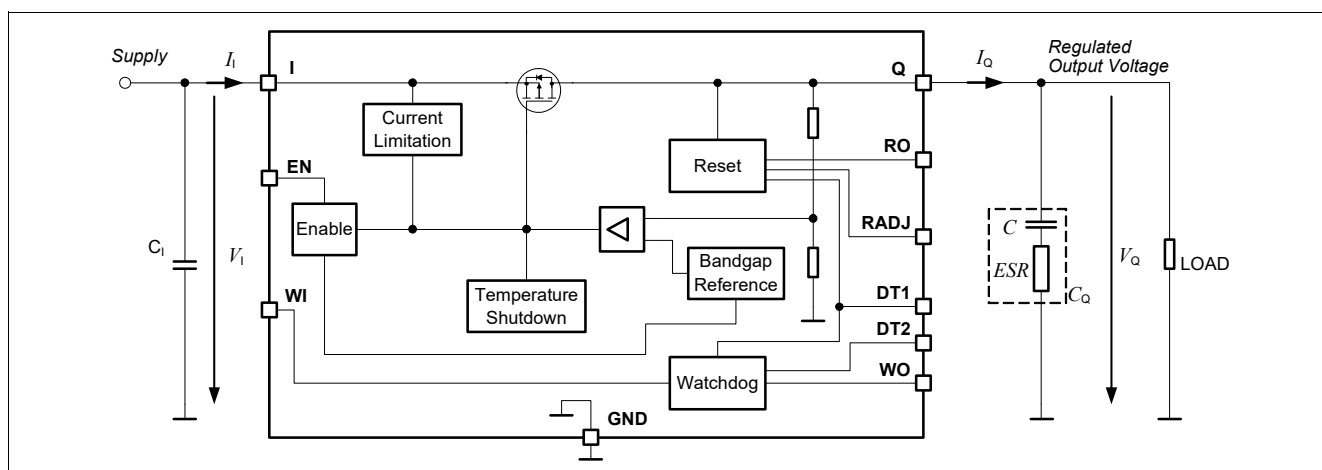 Supply
I_I
I
Q
I_Q
Regulated
Output Voltage
Current
Limitation
EN
Enable
Reset
RO
RADJ
C_I
V_I
WI
Temperature
Shutdown
Bandgap
Reference
DT1
DT2
WO
Watchdog
GND
C
ESR
C_Q
V_Q
LOAD